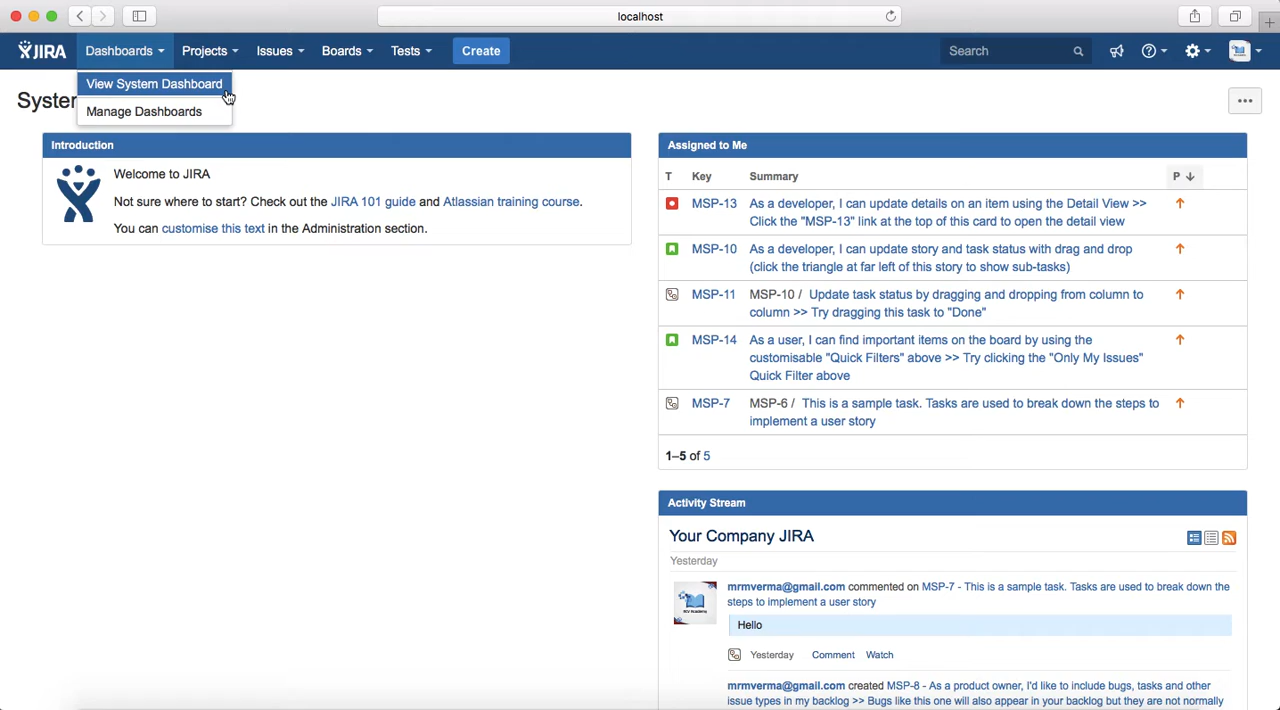 localhost
JIRA Dashboards Projects Issues Boards Tests Create Search
View System Dashboard
Manage Dashboards
Syste
Introduction
Welcome to JIRA
Not sure where to start? Check out the JIRA 101 guide and Atlassian training course.
You can customise this text in the Administration section.
Assigned to Me
T Key Summary P
MSP-13 As a developer, I can update details on an item using the Detail View >>
Click the "MSP-13" link at the top of this card to open the detail view
MSP-10 As a developer, I can update story and task status with drag and drop
(click the triangle at far left of this story to show sub-tasks)
MSP-11 MSP-10 / Update task status by dragging and dropping from column to
column >> Try dragging this task to "Done"
MSP-14 As a user, I can find important items on the board by using the
customisable "Quick Filters" above >> Try clicking the "Only My Issues"
Quick Filter above
MSP-7 MSP-6 / This is a sample task. Tasks are used to break down the steps to
implement a user story
1–5 of 5
Activity Stream
Your Company JIRA
Yesterday
mrmverma@gmail.com commented on MSP-7 - This is a sample task. Tasks are used to break down the
steps to implement a user story
Hello
Yesterday Comment Watch
mrmverma@gmail.com created MSP-8 - As a product owner, I'd like to include bugs, tasks and other
issue types in my backlog >> Bugs like this one will also appear in your backlog but they are not normally